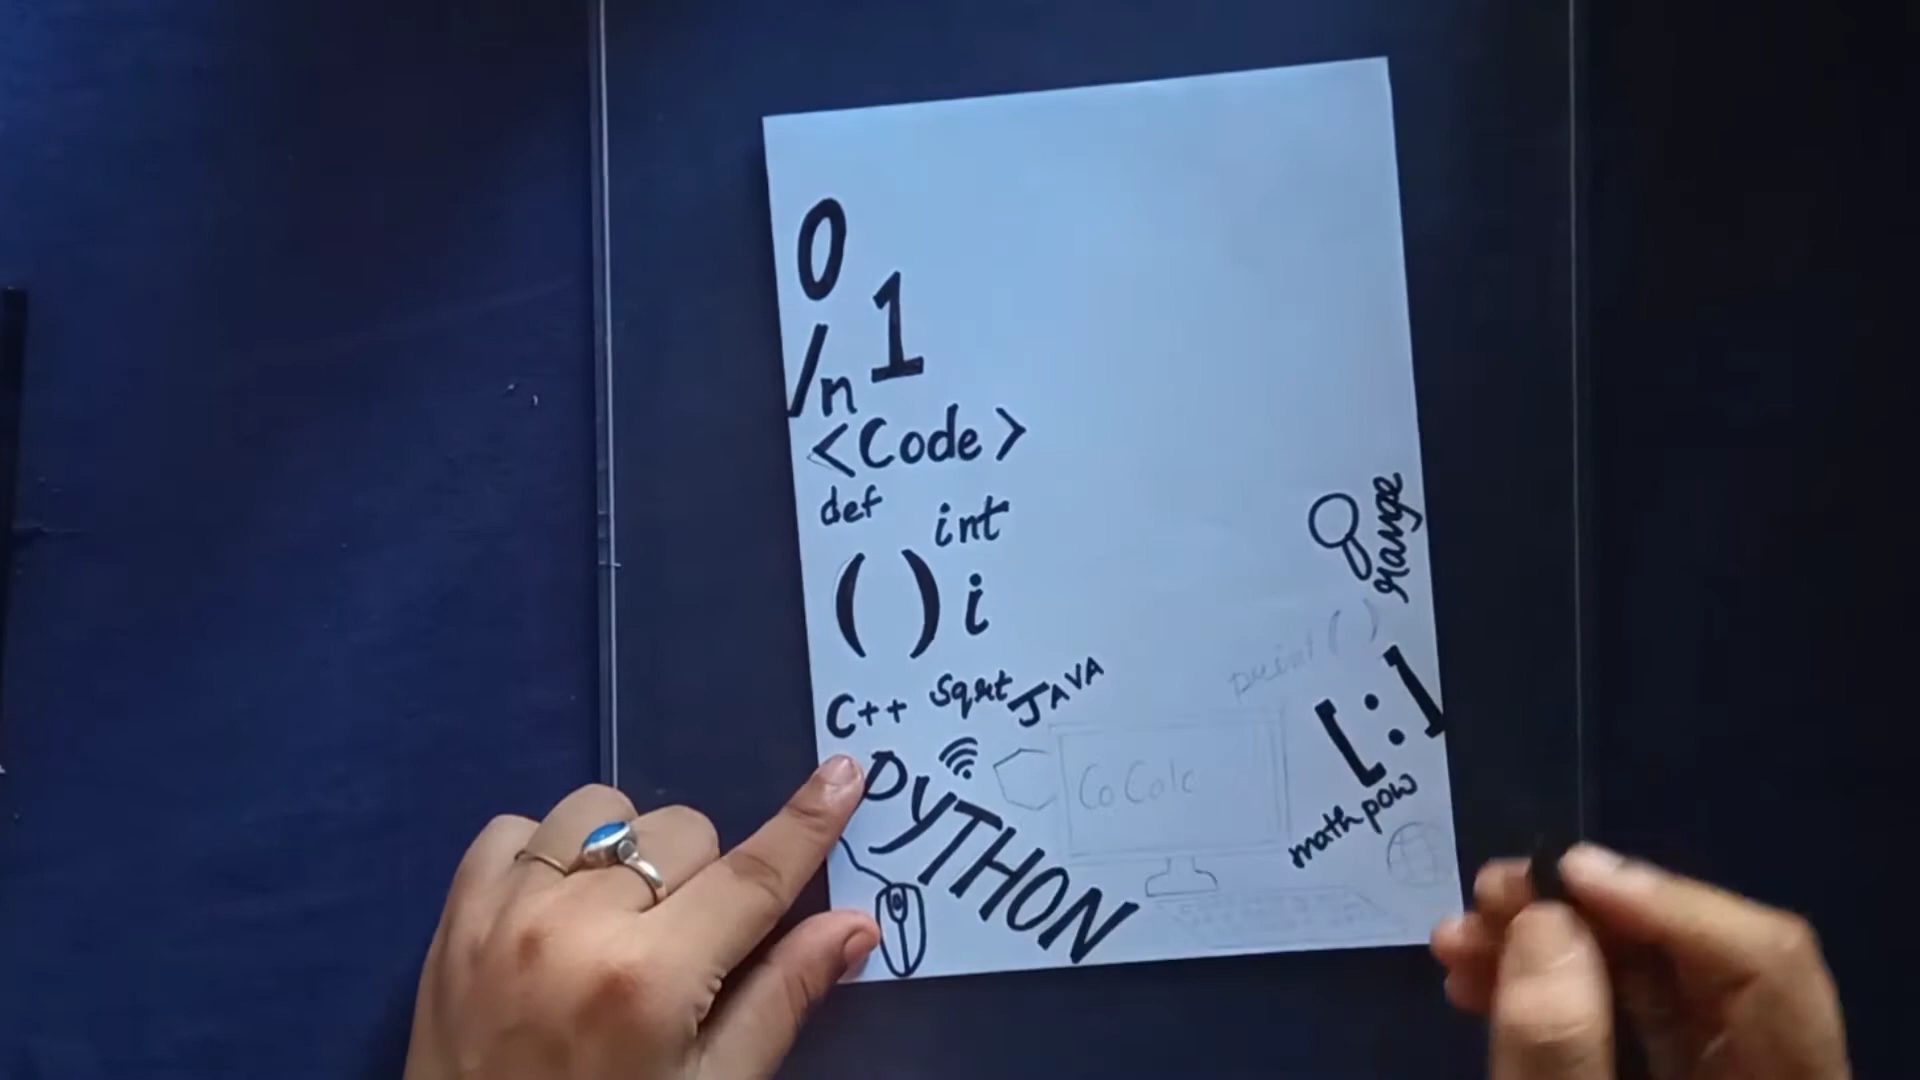 0
1
/n
<Code>
def
int
( ) i
range
print( )
C++ Sqrt JAVA
[:]
PYTHON
CoCalc
math pow